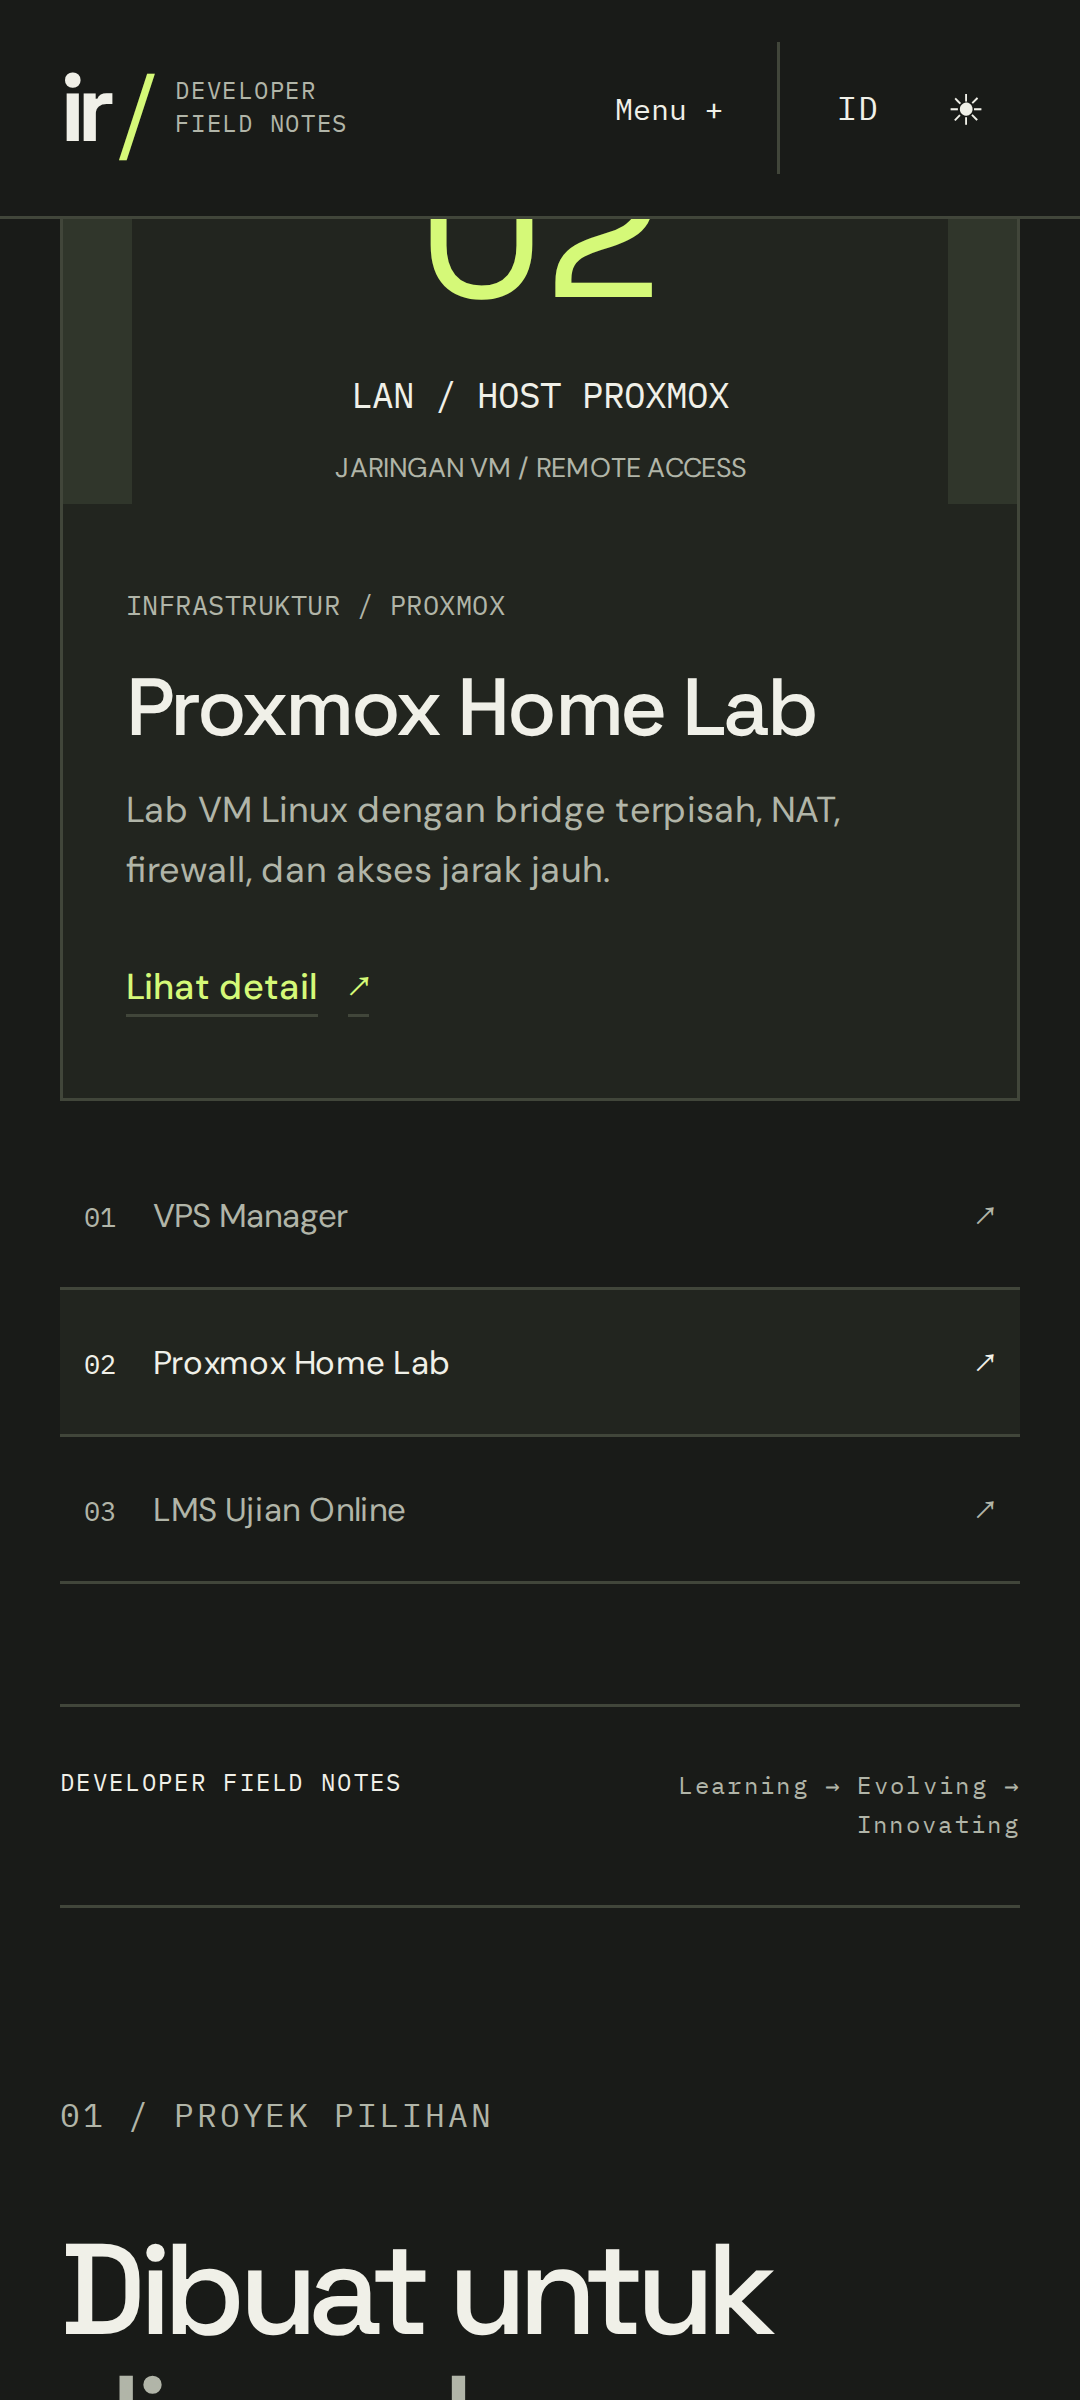 ir/
DEVELOPER
FIELD NOTES
Menu +
ID
02
LAN / HOST PROXMOX
JARINGAN VM / REMOTE ACCESS
INFRASTRUKTUR / PROXMOX
Proxmox Home Lab
Lab VM Linux dengan bridge terpisah, NAT,
firewall, dan akses jarak jauh.
Lihat detail ↗
01 VPS Manager ↗
02 Proxmox Home Lab ↗
03 LMS Ujian Online ↗
DEVELOPER FIELD NOTES
Learning → Evolving →
Innovating
01 / PROYEK PILIHAN
Dibuat untuk